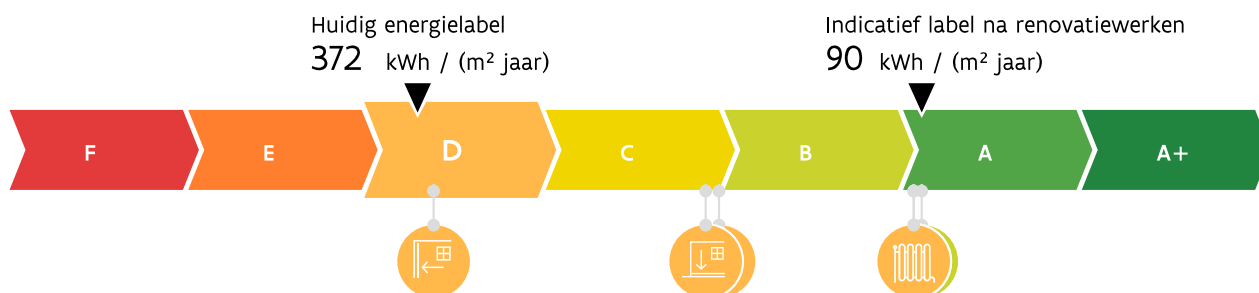 Huidig energielabel
372 kWh / (m² jaar)
Indicatief label na renovatiewerken
90 kWh / (m² jaar)
F E D C B A A+